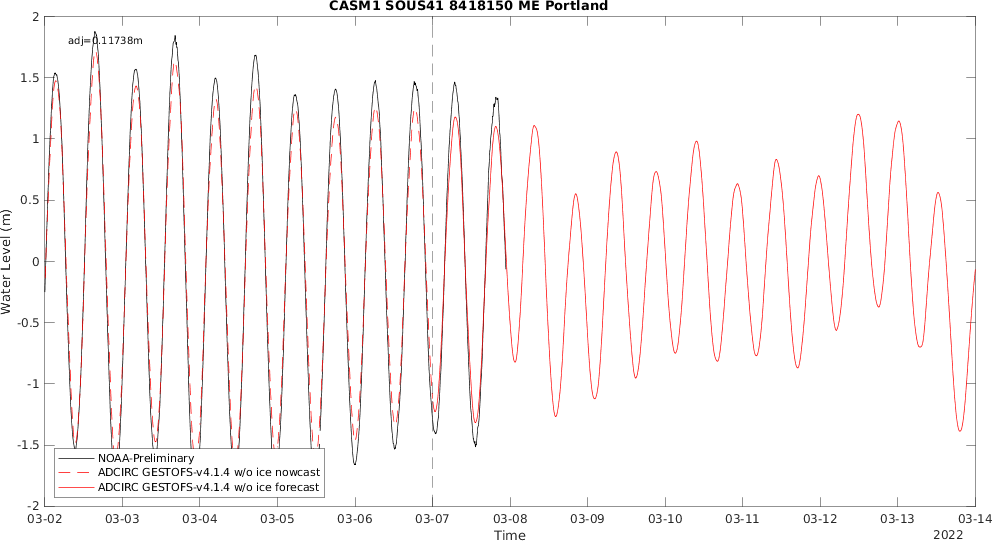 CASM1 SOUS41 8418150 ME Portland
adj=0.11738m
Water Level (m)
2
1.5
1
0.5
0
-0.5
-1
-1.5
-2
NOAA-Preliminary
ADCIRC GESTOFS-v4.1.4 w/o ice nowcast
ADCIRC GESTOFS-v4.1.4 w/o ice forecast
03-02 03-03 03-04 03-05 03-06 03-07 03-08 03-09 03-10 03-11 03-12 03-13 03-14
Time
2022